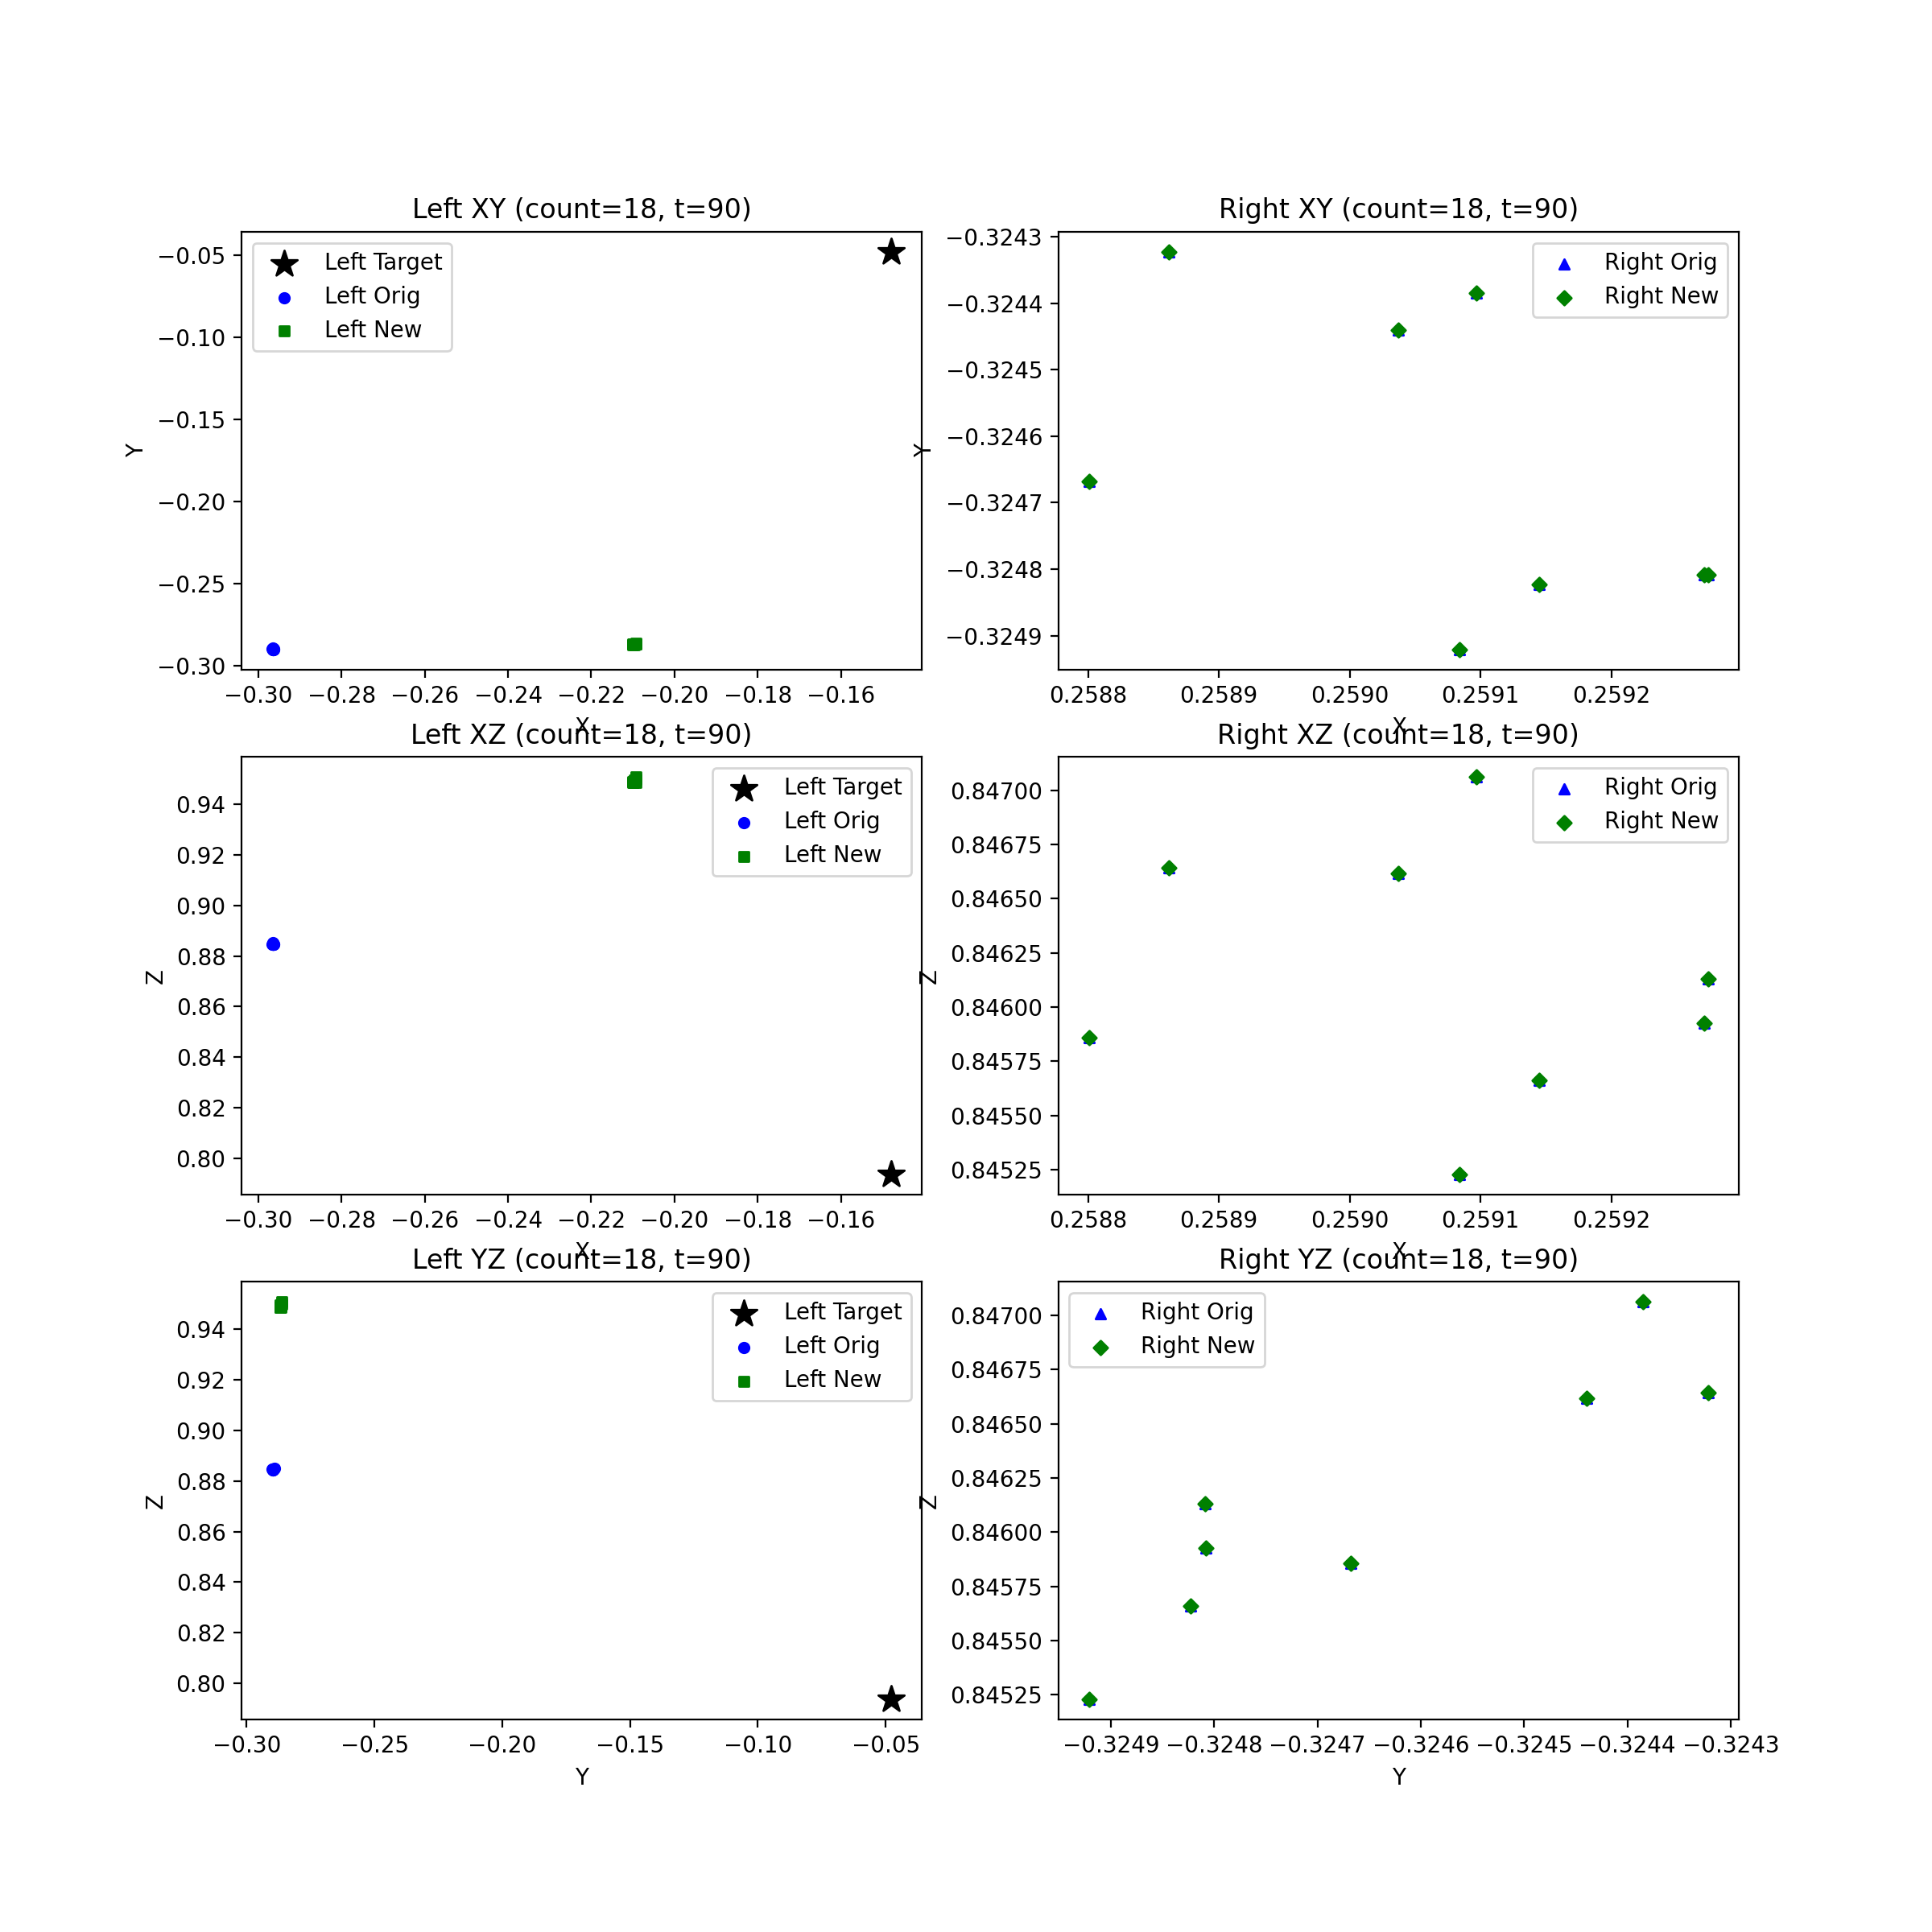 Left XY (count=18, t=90)
Left Target
Left Orig
Left New
−0.05
−0.10
−0.15
−0.20
−0.25
−0.30
Y
−0.30 −0.28 −0.26 −0.24 −0.22 −0.20 −0.18 −0.16
X
Right XY (count=18, t=90)
Right Orig
Right New
−0.3243
−0.3244
−0.3245
−0.3246
−0.3247
−0.3248
−0.3249
Y
0.2588 0.2589 0.2590 0.2591 0.2592
X
Left XZ (count=18, t=90)
Left Target
Left Orig
Left New
0.94
0.92
0.90
0.88
0.86
0.84
0.82
0.80
Z
−0.30 −0.28 −0.26 −0.24 −0.22 −0.20 −0.18 −0.16
X
Right XZ (count=18, t=90)
Right Orig
Right New
0.84700
0.84675
0.84650
0.84625
0.84600
0.84575
0.84550
0.84525
Z
0.2588 0.2589 0.2590 0.2591 0.2592
X
Left YZ (count=18, t=90)
Left Target
Left Orig
Left New
0.94
0.92
0.90
0.88
0.86
0.84
0.82
0.80
Z
−0.30 −0.25 −0.20 −0.15 −0.10 −0.05
Y
Right YZ (count=18, t=90)
Right Orig
Right New
0.84700
0.84675
0.84650
0.84625
0.84600
0.84575
0.84550
0.84525
Z
−0.3249 −0.3248 −0.3247 −0.3246 −0.3245 −0.3244 −0.3243
Y